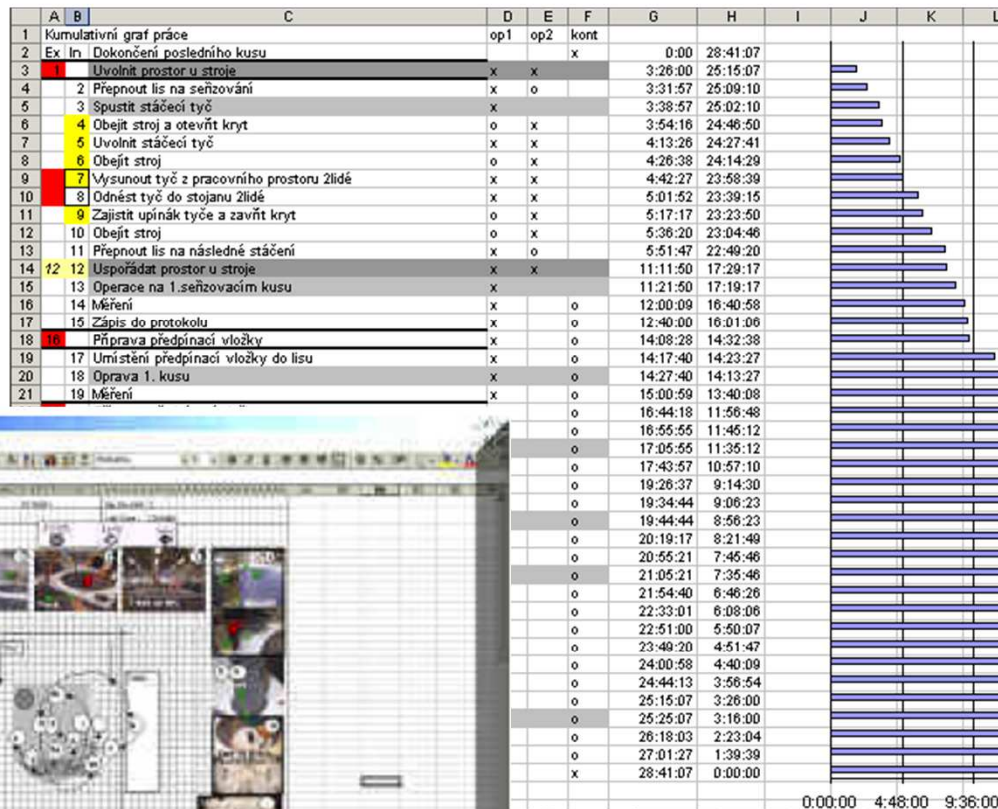 A B C D E F G H I J K L
1 Kumulativní graf práce op1 op2 kont
2 Ex In Dokončení posledního kusu x 0:00 28:41:07
3 1 Uvolnit prostor u stroje x x 3:26:00 25:15:07
4 2 Přepnout lis na seřizování x o 3:31:57 25:09:10
5 3 Spustit stáčecí tyč x 3:38:57 25:02:10
6 4 Obejit stroj a otevřít kryt o x 3:54:16 24:46:50
7 5 Uvolnit stáčecí tyč x x 4:13:26 24:27:41
8 6 Obejít stroj o x 4:26:38 24:14:29
9 7 Vysunout tyč z pracovního prostoru 2lidé x x 4:42:27 23:58:39
10 8 Odnést tyč do stojanu 2lidé x x 5:01:52 23:39:15
11 9 Zajistit upínák tyče a zavřít kryt o x 5:17:17 23:23:50
12 10 Obejít stroj o x 5:36:20 23:04:46
13 11 Přepnout lis na následné stáčení x o 5:51:47 22:49:20
14 12 12 Uspořádat prostor u stroje x x 11:11:50 17:29:17
15 13 Operace na 1.seřizovacím kusu x 11:21:50 17:19:17
16 14 Měření x o 12:00:09 16:40:58
17 15 Zápis do protokolu x o 12:40:00 16:01:06
18 16 Příprava předpínací vložky x o 14:08:28 14:32:38
19 17 Umístění předpínací vložky do lisu x o 14:17:40 14:23:27
20 18 Oprava 1. kusu x o 14:27:40 14:13:27
21 19 Měření x o 15:00:59 13:40:08
o 16:44:18 11:56:48
o 16:55:55 11:45:12
o 17:05:55 11:35:12
o 17:43:57 10:57:10
o 19:26:37 9:14:30
o 19:34:44 9:06:23
o 19:44:44 8:56:23
o 20:19:17 8:21:49
o 20:55:21 7:45:46
o 21:05:21 7:35:46
o 21:54:40 6:46:26
o 22:33:01 6:08:06
o 22:51:00 5:50:07
o 23:49:20 4:51:47
o 24:00:58 4:40:09
o 24:44:13 3:56:54
o 25:15:07 3:26:00
o 25:25:07 3:16:00
o 26:18:03 2:23:04
o 27:01:27 1:39:39
x 28:41:07 0:00:00
0:00:00 4:48:00 9:36:00